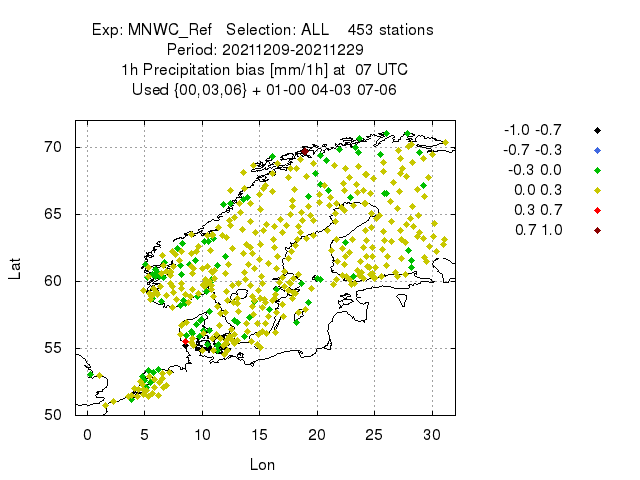 Exp: MNWC_Ref   Selection: ALL    453 stations
Period: 20211209-20211229
1h Precipitation bias [mm/1h] at  07 UTC
Used {00,03,06} + 01-00 04-03 07-06
-1.0 -0.7
-0.7 -0.3
-0.3 0.0
0.0 0.3
0.3 0.7
0.7 1.0
Lat
70
65
60
55
50
0 5 10 15 20 25 30
Lon